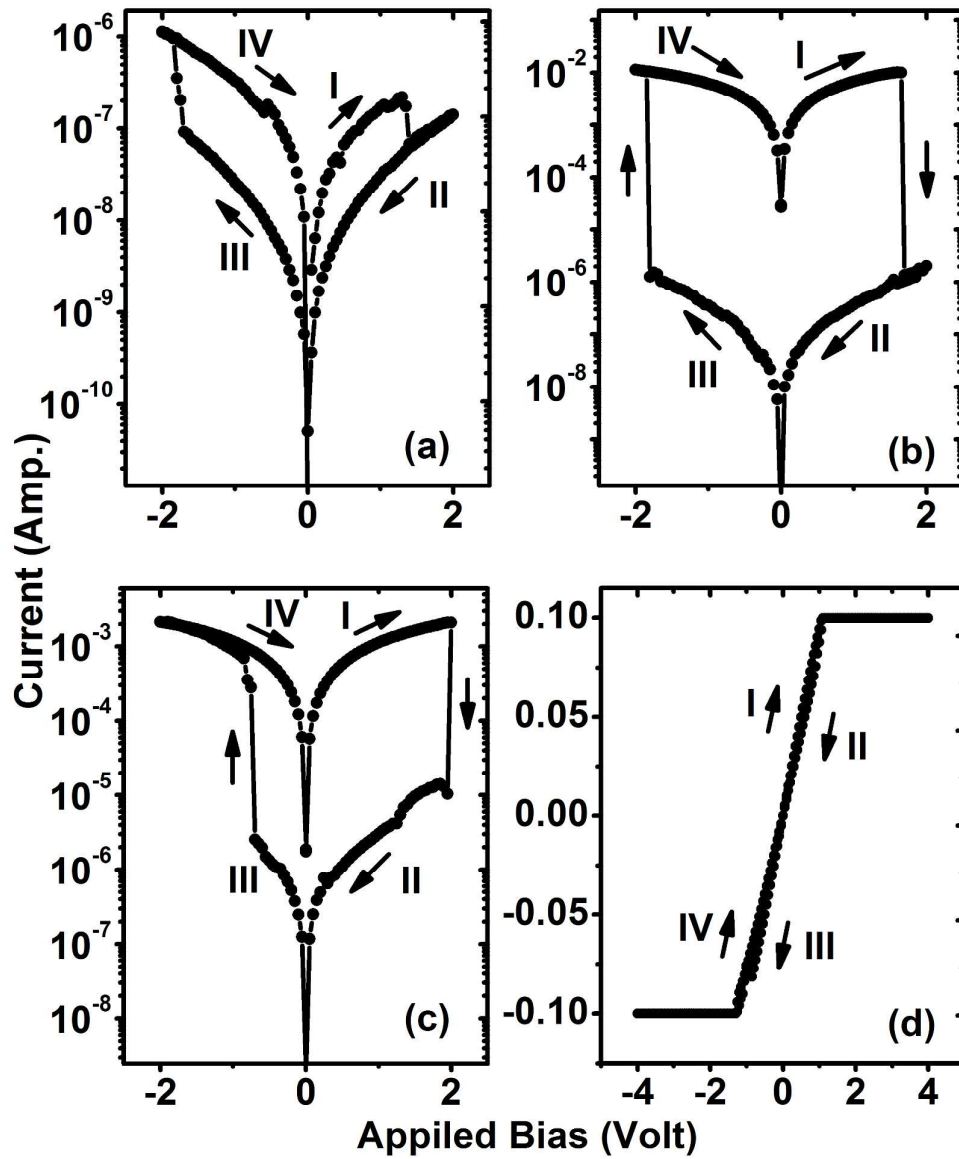 10^-6
10^-7
10^-8
10^-9
10^-10
IV
I
II
III
(a)
-2 0 2
10^-2
10^-4
10^-6
10^-8
IV
I
II
III
(b)
-2 0 2
Current (Amp.)
10^-3
10^-4
10^-5
10^-6
10^-7
10^-8
IV
I
III
II
(c)
-2 0 2
0.10
0.05
0.00
-0.05
-0.10
I
II
IV
III
(d)
-4 -2 0 2 4
Appiled Bias (Volt)